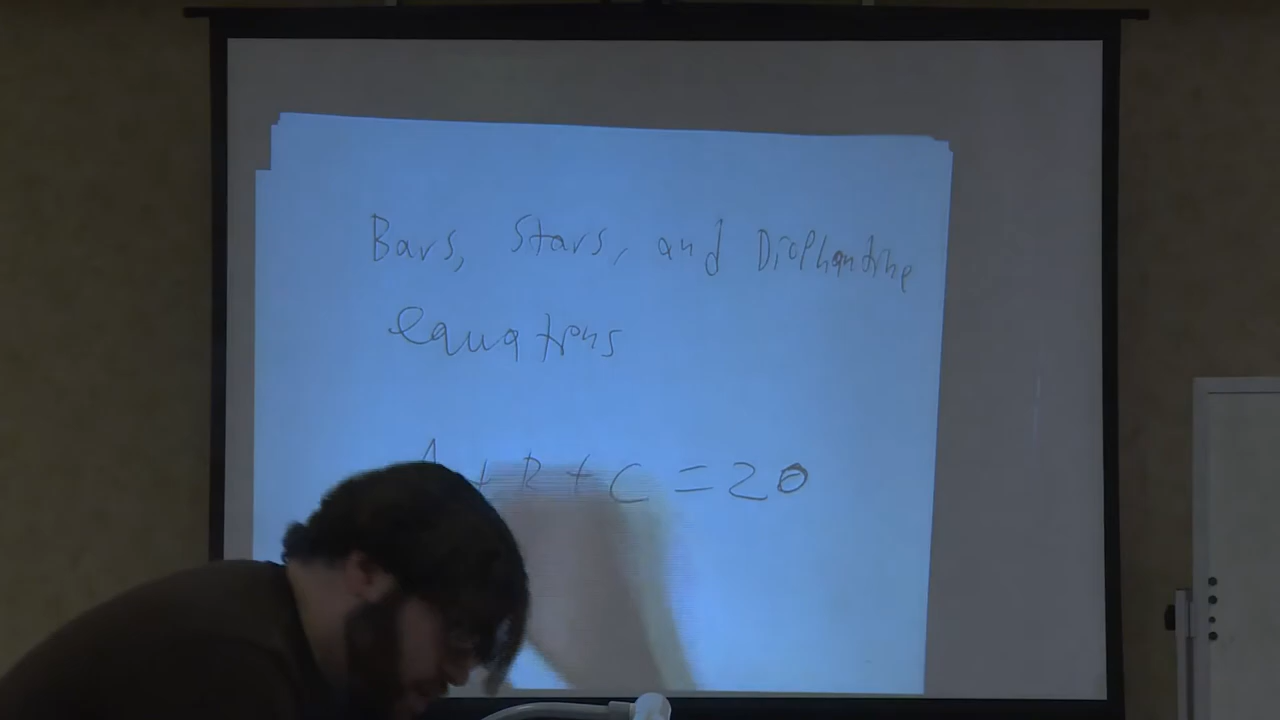 Bars, Stars, and Diophantine
equations
A + B + C = 20